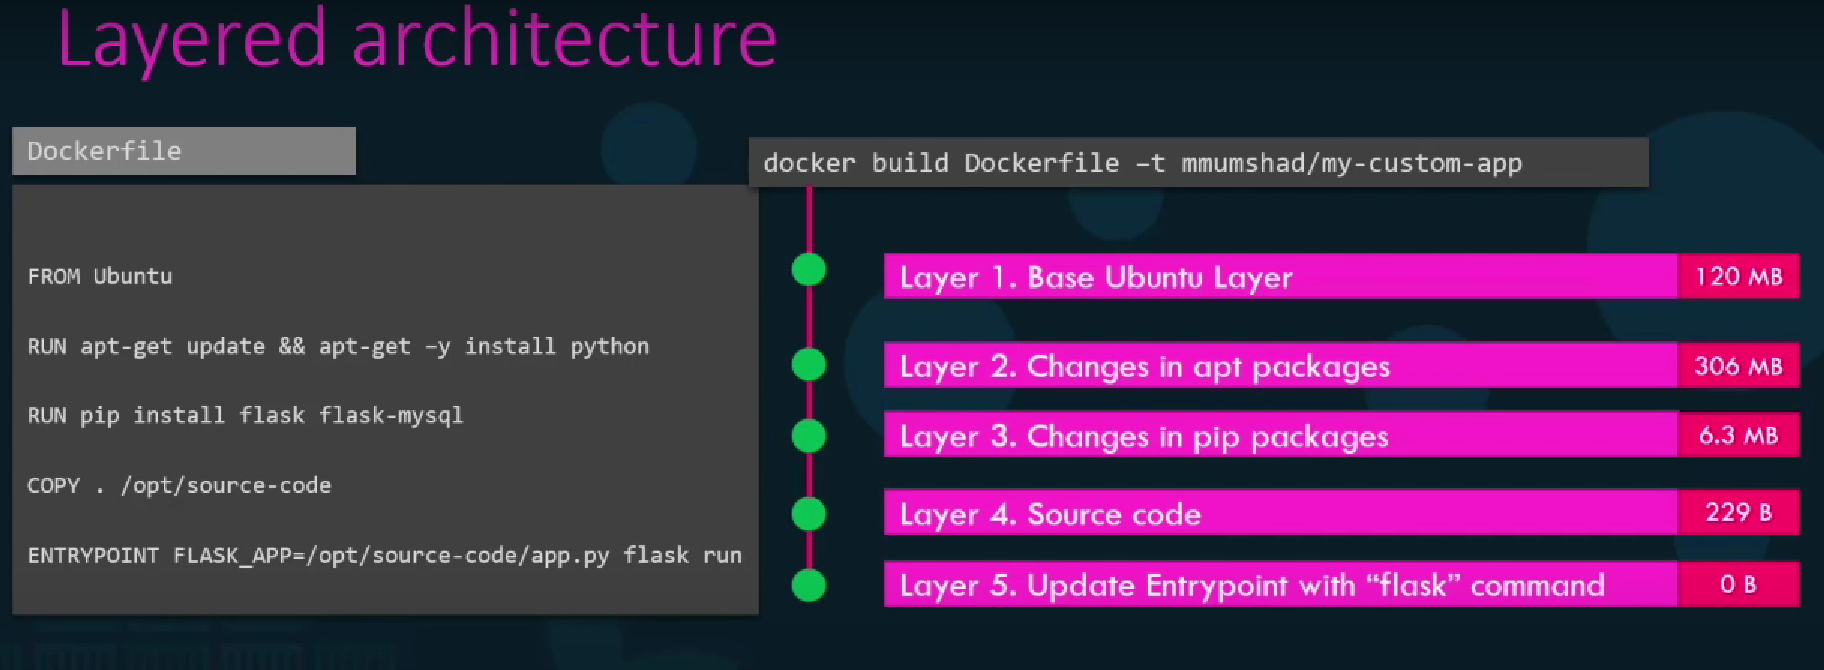 Layered architecture
Dockerfile
docker build Dockerfile –t mmumshad/my-custom-app
FROM Ubuntu
RUN apt-get update && apt-get –y install python
RUN pip install flask flask-mysql
COPY . /opt/source-code
ENTRYPOINT FLASK_APP=/opt/source-code/app.py flask run
Layer 1. Base Ubuntu Layer 120 MB
Layer 2. Changes in apt packages 306 MB
Layer 3. Changes in pip packages 6.3 MB
Layer 4. Source code 229 B
Layer 5. Update Entrypoint with “flask” command 0 B